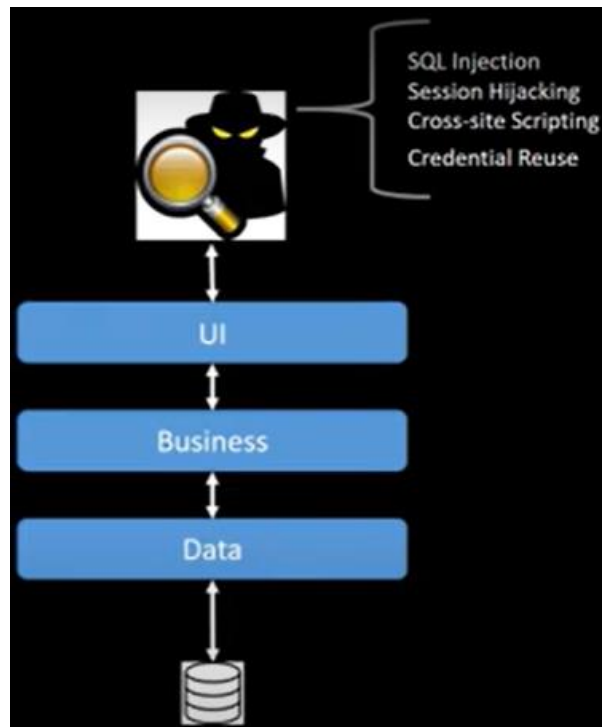 SQL Injection
Session Hijacking
Cross-site Scripting
Credential Reuse
UI
Business
Data